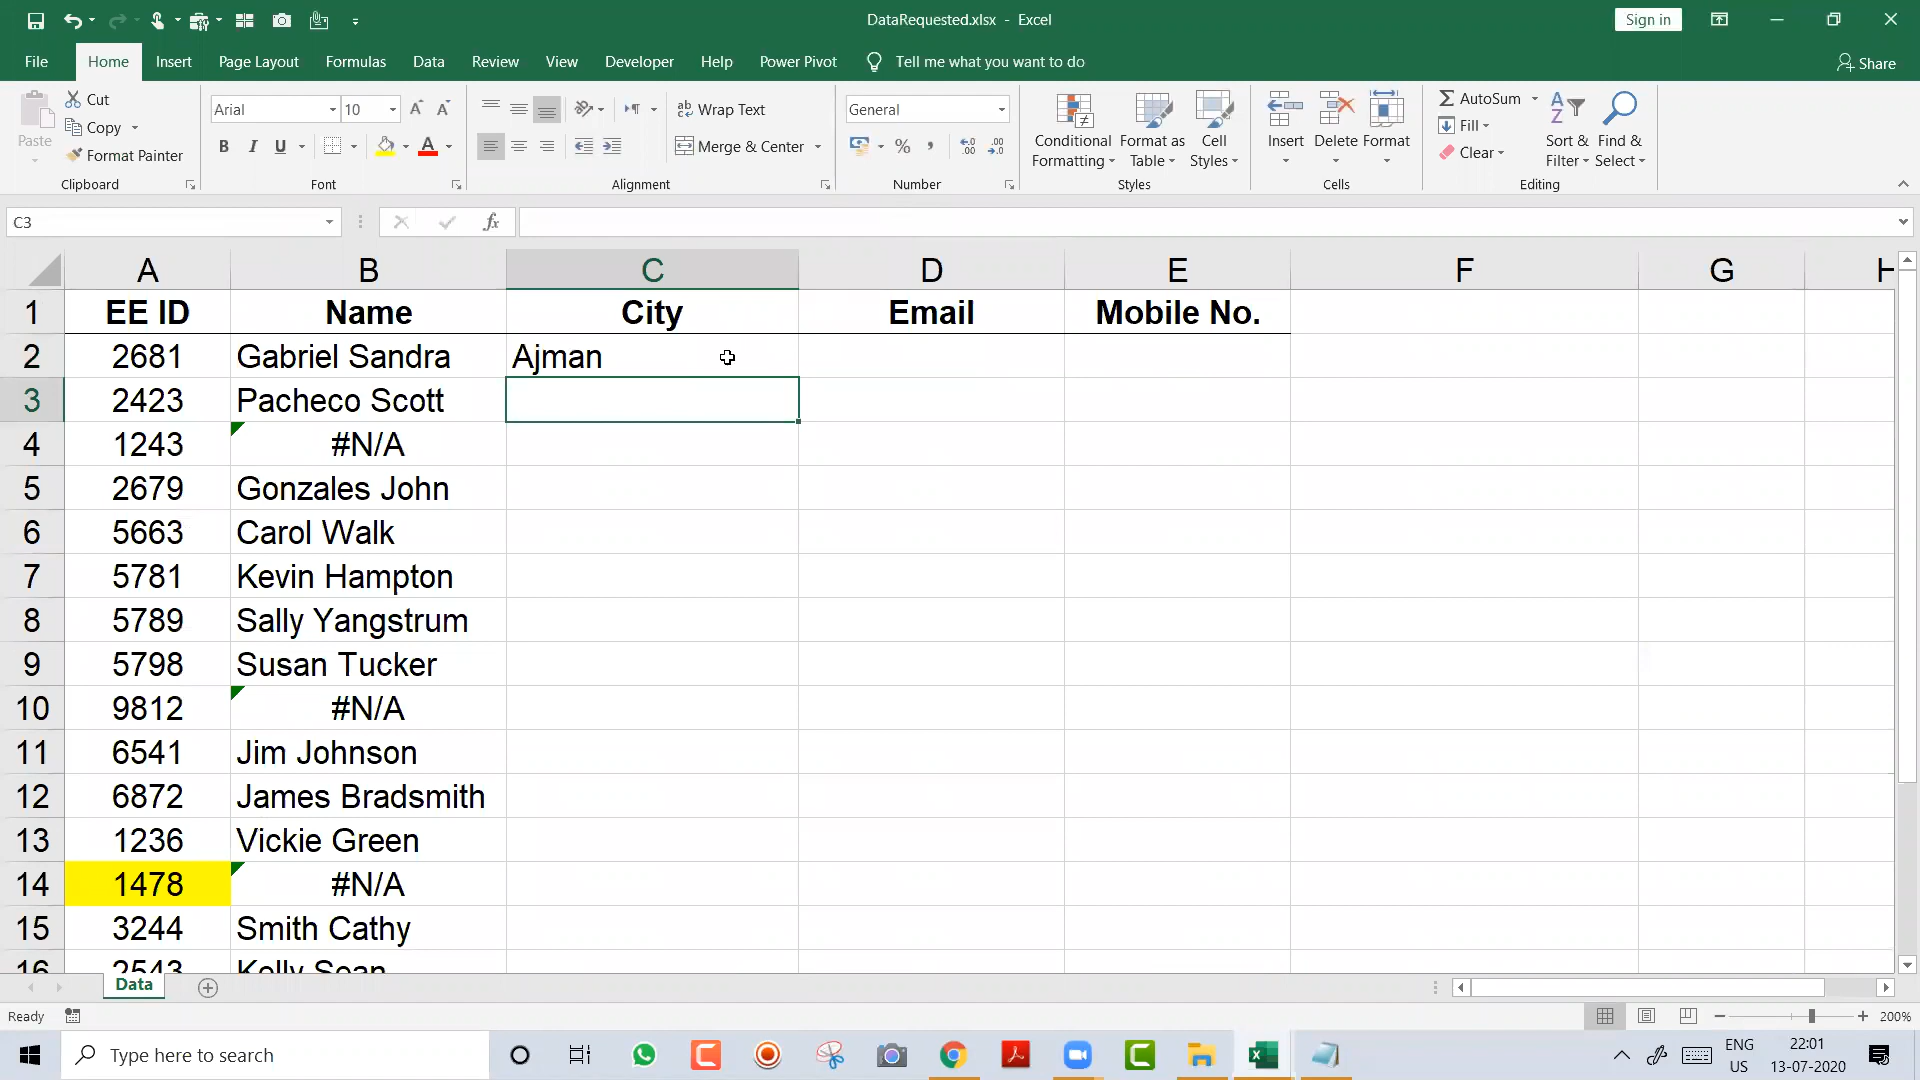 DataRequested.xlsx - Excel
Sign in
File Home Insert Page Layout Formulas Data Review View Developer Help Power Pivot Tell me what you want to do Share
Paste
Cut
Copy
Format Painter
Clipboard
Arial 10
B I U A
Font
Wrap Text
Merge & Center
Alignment
General
Number
Conditional Formatting
Format as Table
Cell Styles
Styles
Insert Delete Format
Cells
AutoSum
Fill
Clear
Sort & Filter
Find & Select
Editing
C3 fx
A B C D E F G H
1 EE ID Name City Email Mobile No.
2 2681 Gabriel Sandra Ajman
3 2423 Pacheco Scott
4 1243 #N/A
5 2679 Gonzales John
6 5663 Carol Walk
7 5781 Kevin Hampton
8 5789 Sally Yangstrum
9 5798 Susan Tucker
10 9812 #N/A
11 6541 Jim Johnson
12 6872 James Bradsmith
13 1236 Vickie Green
14 1478 #N/A
15 3244 Smith Cathy
16 2543 Kelly Sean
Data
Ready 200%
Type here to search
ENG
US
22:01
13-07-2020